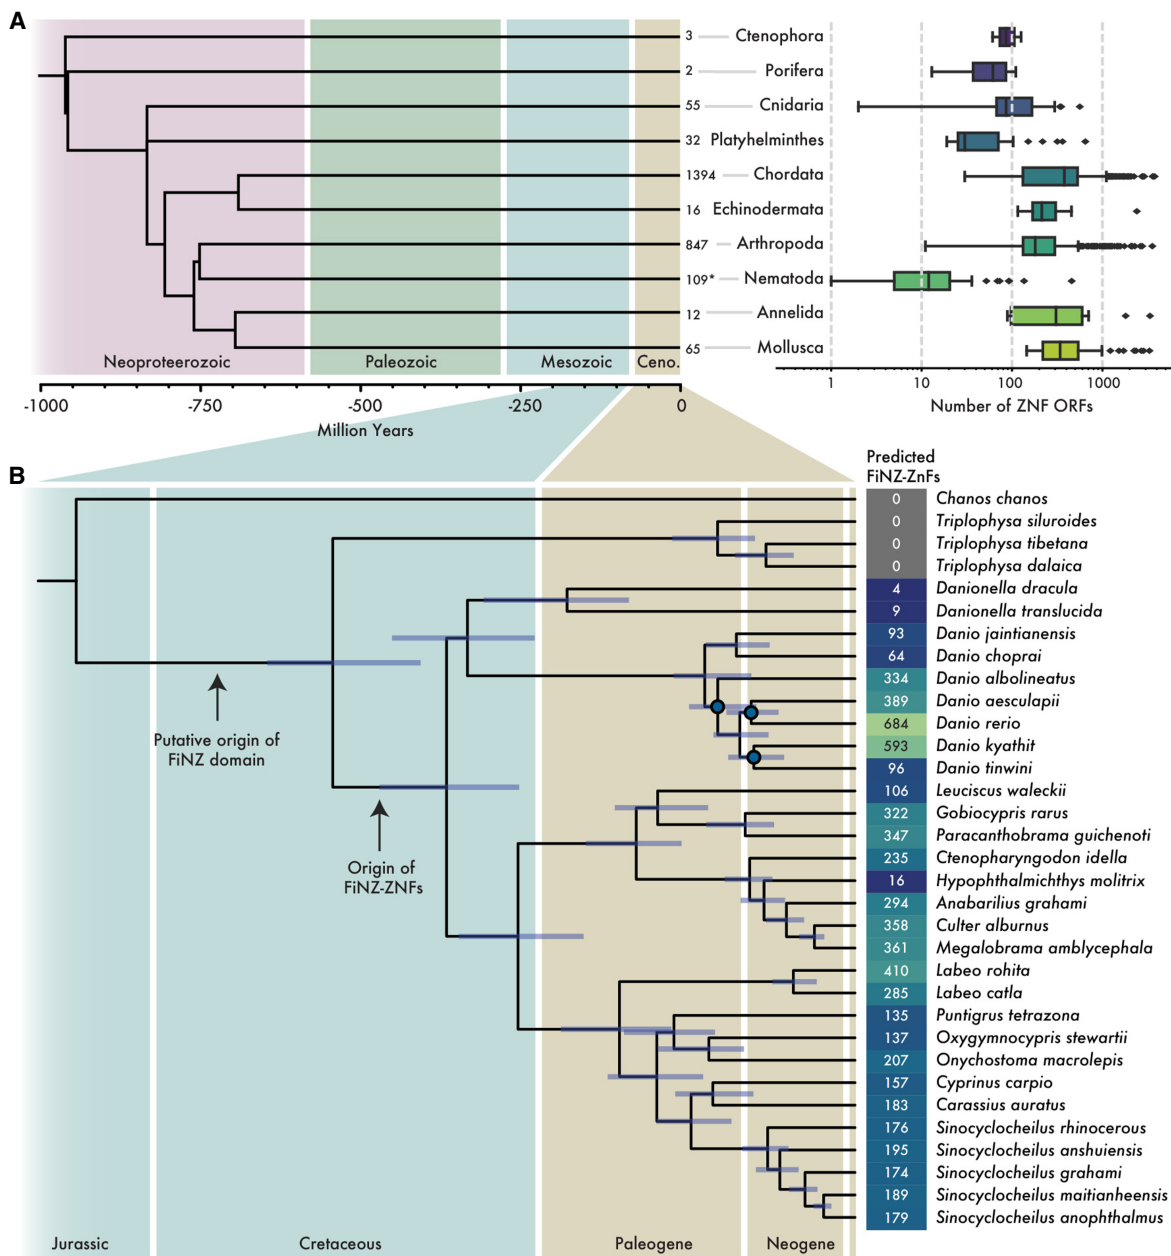 A
3 Ctenophora
2 Porifera
55 Cnidaria
32 Platyhelminthes
1394 Chordata
16 Echinodermata
847 Arthropoda
109* Nematoda
12 Annelida
65 Mollusca
Neoproteerozoic Paleozoic Mesozoic Ceno.
-1000 -750 -500 -250 0
Million Years
1 10 100 1000
Number of ZNF ORFs
B
Predicted
FiNZ-ZnFs
0 Chanos chanos
0 Triplophysa siluroides
0 Triplophysa tibetana
0 Triplophysa dalaica
4 Danionella dracula
9 Danionella translucida
93 Danio jaintianensis
64 Danio choprai
334 Danio albolineatus
389 Danio aesculapii
684 Danio rerio
593 Danio kyathit
96 Danio tinwini
106 Leuciscus waleckii
322 Gobiocypris rarus
347 Paracanthobrama guichenoti
235 Ctenopharyngodon idella
16 Hypophthalmichthys molitrix
294 Anabarilius grahami
358 Culter alburnus
361 Megalobrama amblycephala
410 Labeo rohita
285 Labeo catla
135 Puntigrus tetrazona
137 Oxygymnocypris stewartii
207 Onychostoma macrolepis
157 Cyprinus carpio
183 Carassius auratus
176 Sinocyclocheilus rhinocerous
195 Sinocyclocheilus anshuiensis
174 Sinocyclocheilus grahami
189 Sinocyclocheilus maitianheensis
179 Sinocyclocheilus anophthalmus
Putative origin of
FiNZ domain
Origin of
FiNZ-ZNFs
Jurassic Cretaceous Paleogene Neogene